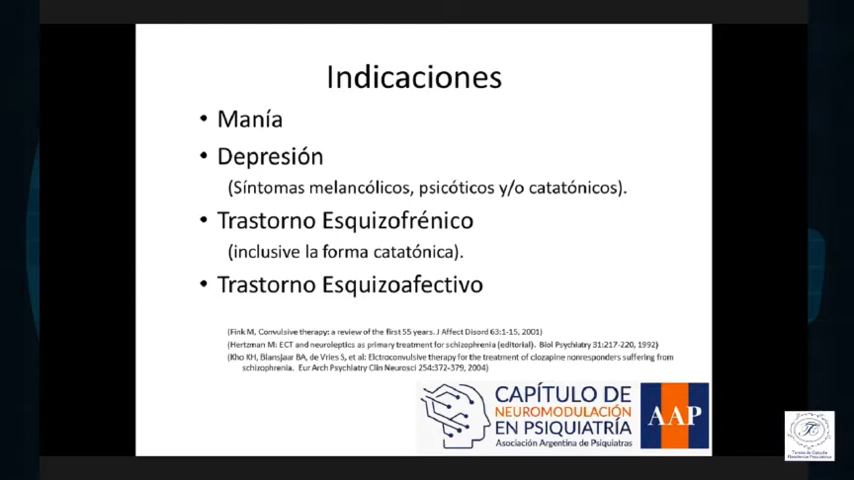 Indicaciones
• Manía
• Depresión
(Síntomas melancólicos, psicóticos y/o catatónicos).
• Trastorno Esquizofrénico
(inclusive la forma catatónica).
• Trastorno Esquizoafectivo
(Fink M, Convulsive therapy: a review of the first 55 years. J Affect Disord 63:1-15, 2001)
(Hertzman M: ECT and neuroleptics as primary treatment for schizophrenia (editorial). Biol Psychiatry 31:217-220, 1992)
(Kho KH, Blansjaar BA, de Vries S, et al: Elctroconvulsive therapy for the treatment of clozapine nonresponders suffering from
schizophrenia. Eur Arch Psychiatry Clin Neurosci 254:372-379, 2004)
CAPÍTULO DE
NEUROMODULACIÓN
EN PSIQUIATRÍA
Asociación Argentina de Psiquiatras
AAP